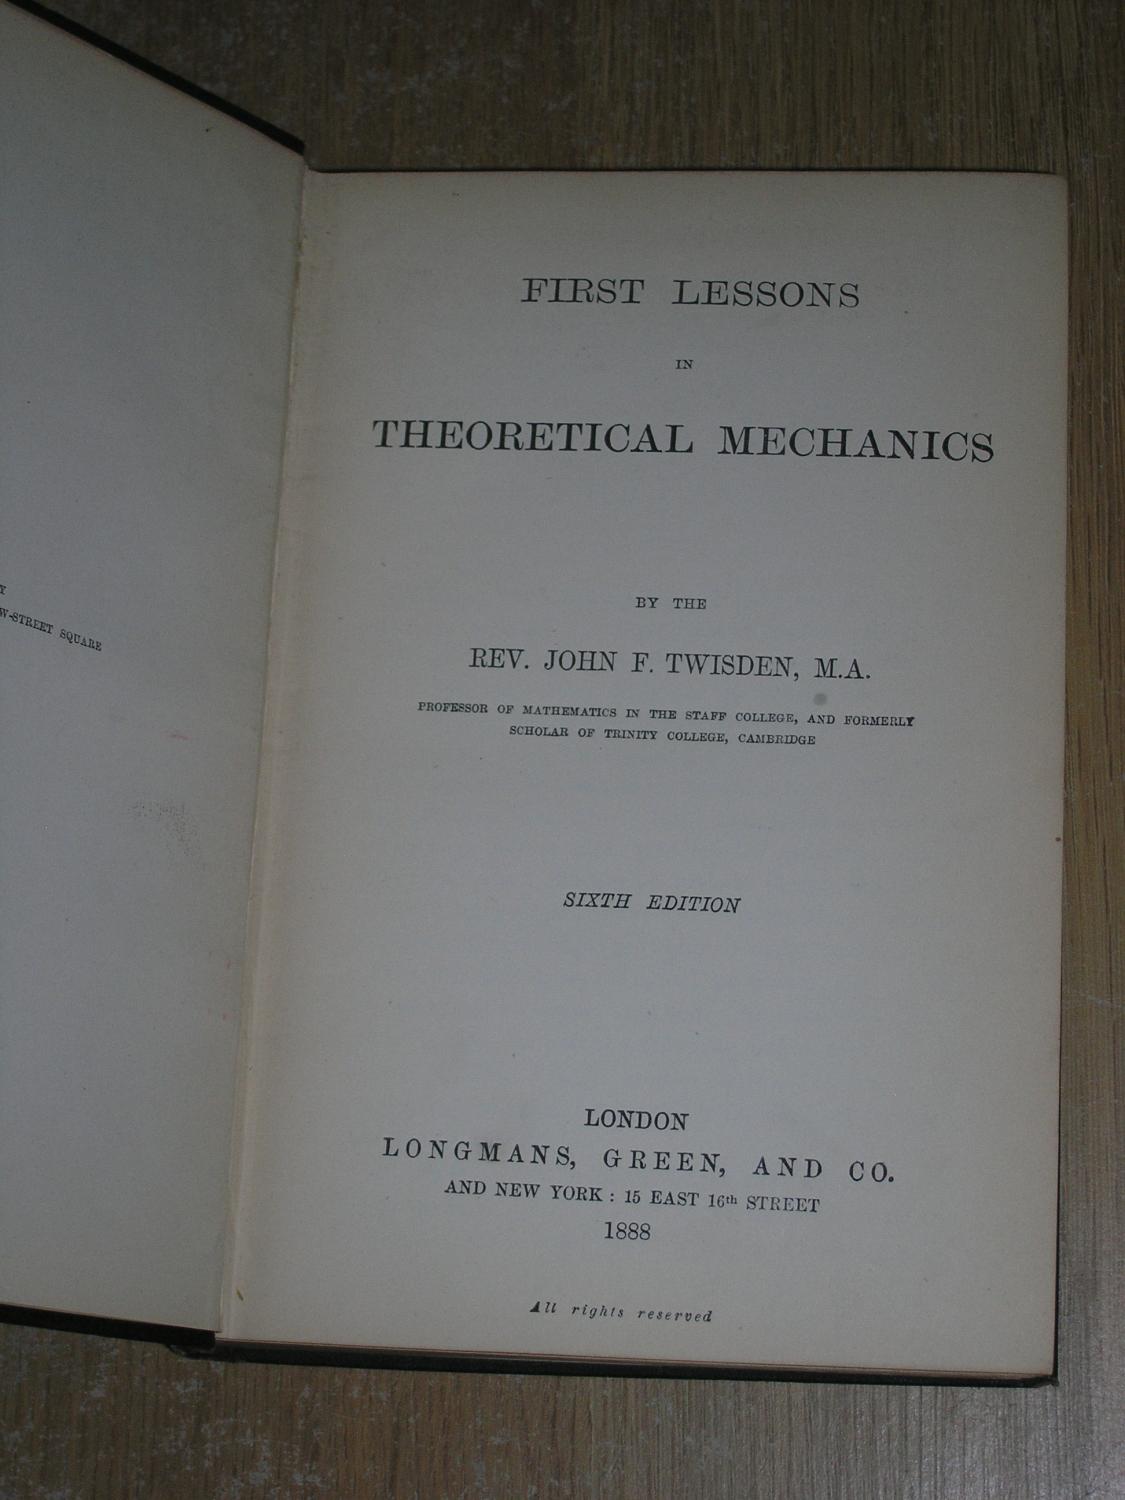 W-STREET SQUARE
FIRST LESSONS
IN
THEORETICAL MECHANICS
BY THE
REV. JOHN F. TWISDEN, M.A.
PROFESSOR OF MATHEMATICS IN THE STAFF COLLEGE, AND FORMERLY
SCHOLAR OF TRINITY COLLEGE, CAMBRIDGE
SIXTH EDITION
LONDON
LONGMANS, GREEN, AND CO.
AND NEW YORK : 15 EAST 16th STREET
1888
All rights reserved